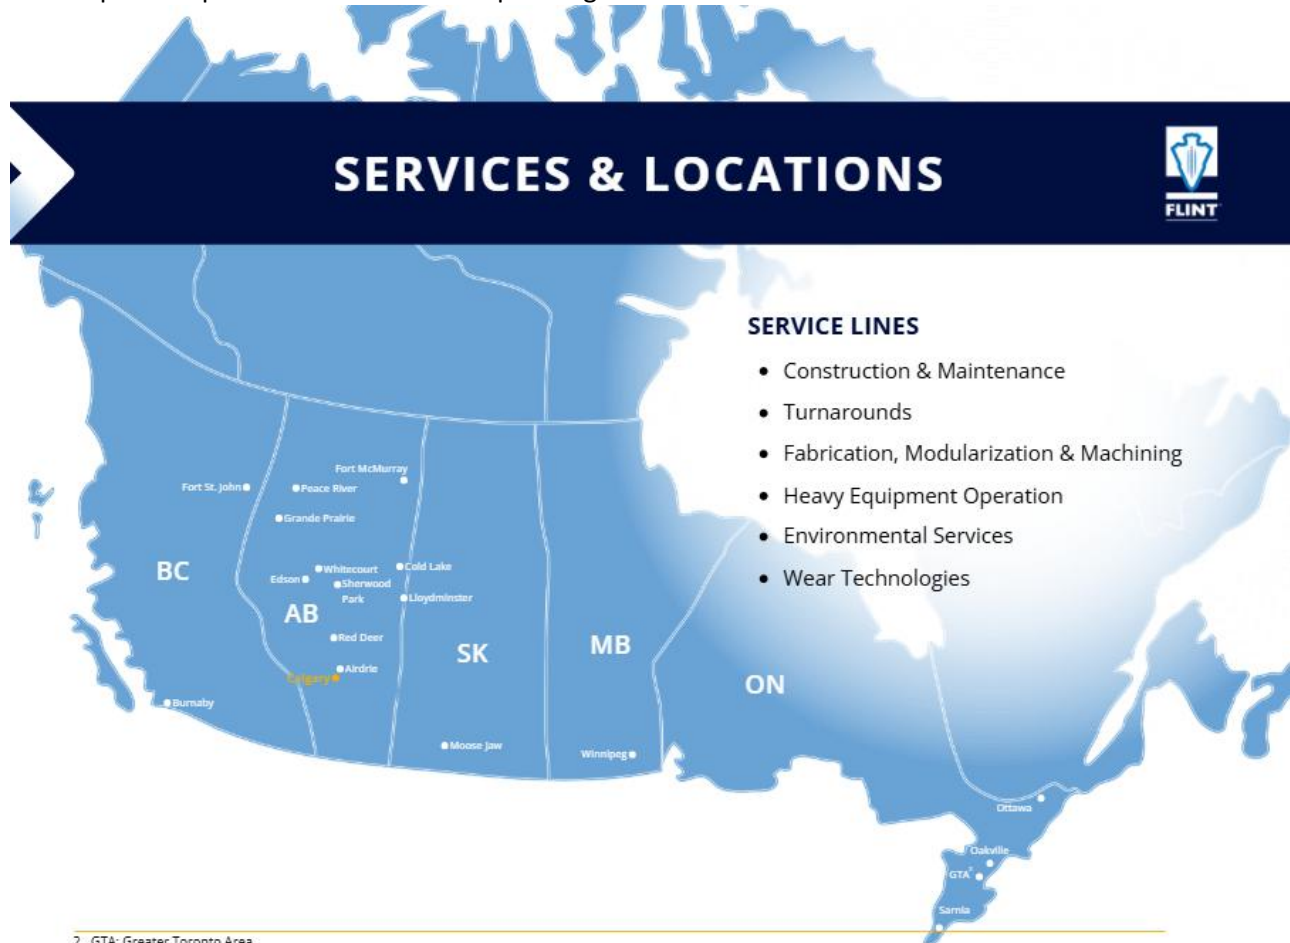 SERVICES & LOCATIONS
FLINT
SERVICE LINES
• Construction & Maintenance
• Turnarounds
• Fabrication, Modularization & Machining
• Heavy Equipment Operation
• Environmental Services
• Wear Technologies
Fort McMurray
Fort St. John
Peace River
Grande Prairie
BC
Whitecourt
Cold Lake
Edson
Sherwood
Park
Lloydminster
AB
Red Deer
SK
MB
Airdrie
Calgary
ON
Burnaby
Moose Jaw
Winnipeg
Ottawa
Oakville
GTA²
Sarnia
2 GTA: Greater Toronto Area